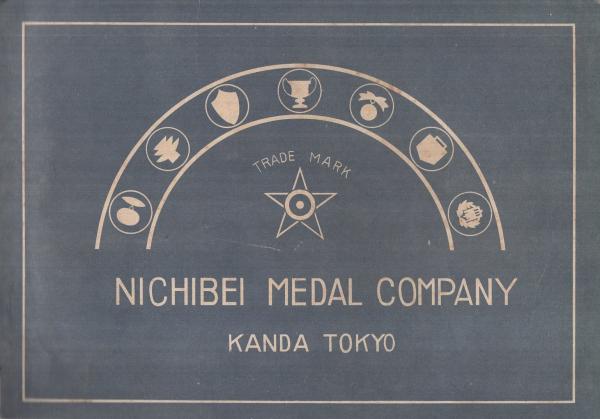 TRADE MARK
NICHIBEI MEDAL COMPANY
KANDA TOKYO